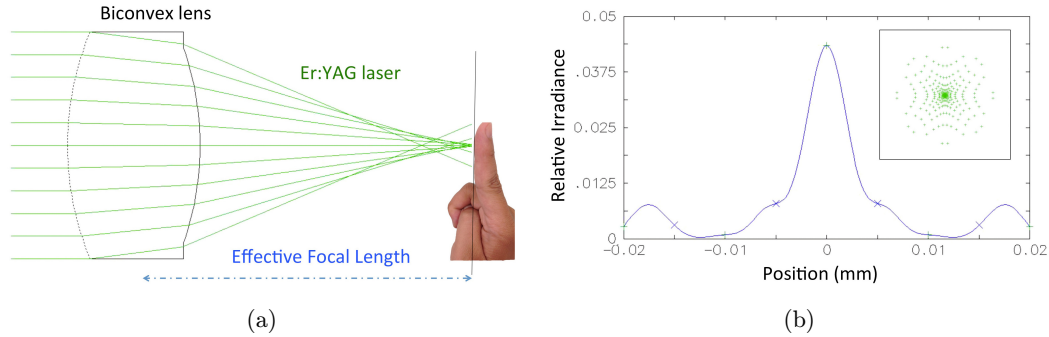 Biconvex lens
Er:YAG laser
Effective Focal Length
(a)
0.05
.0375
0.025
.0125
0
Relative Irradiance
-0.02
-0.01
0
0.01
0.02
Position (mm)
(b)